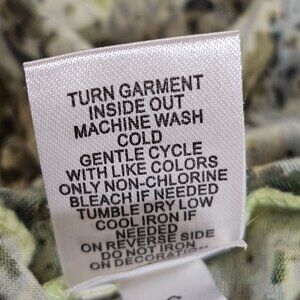 TURN GARMENT
INSIDE OUT
MACHINE WASH
COLD
GENTLE CYCLE
WITH LIKE COLORS
ONLY NON-CHLORINE
BLEACH IF NEEDED
TUMBLE DRY LOW
COOL IRON IF
NEEDED
ON REVERSE SIDE
DO NOT IRON
ON DECORATION